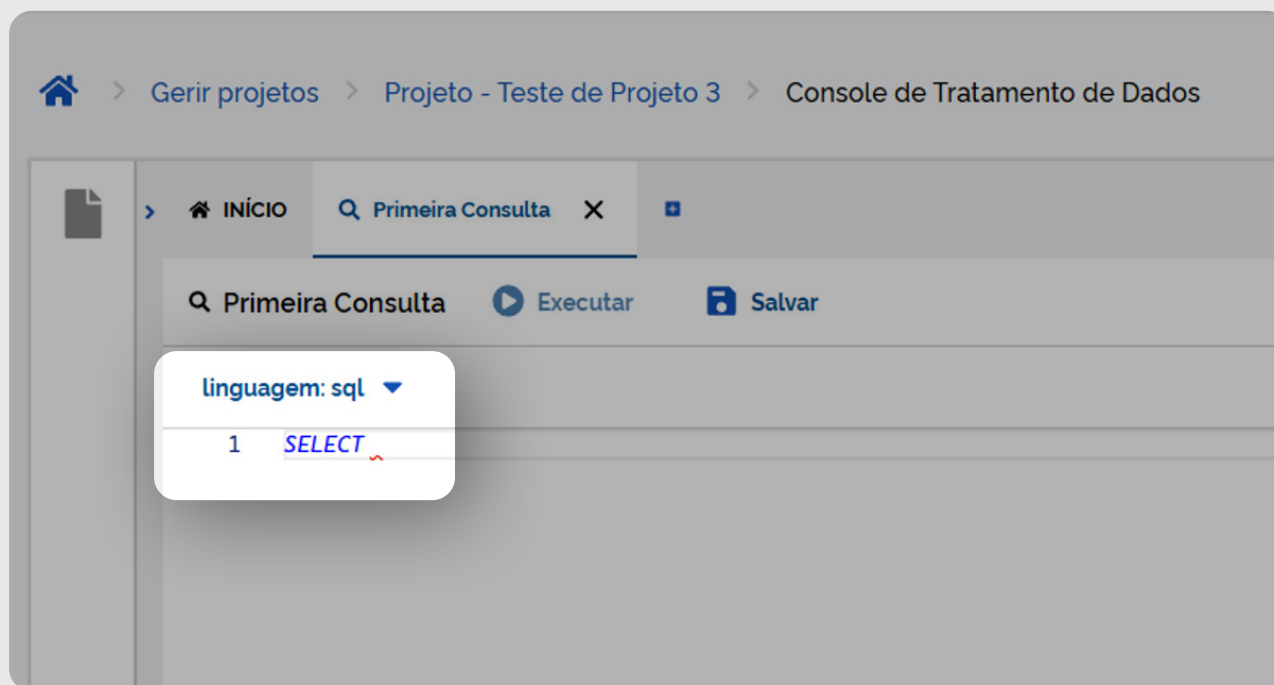 Gerir projetos > Projeto - Teste de Projeto 3 > Console de Tratamento de Dados
> INÍCIO Primeira Consulta X
Primeira Consulta Executar Salvar
linguagem: sql
1 SELECT